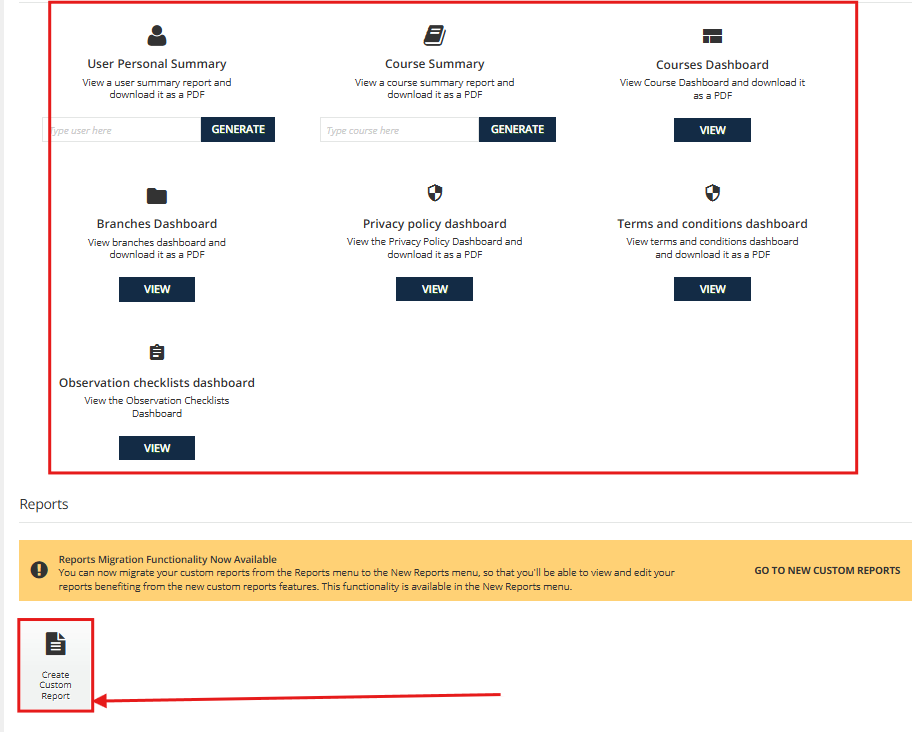 User Personal Summary
View a user summary report and
download it as a PDF
Type user here
GENERATE
Course Summary
View a course summary report and
download it as a PDF
Type course here
GENERATE
Courses Dashboard
View Course Dashboard and download it
as a PDF
VIEW
Branches Dashboard
View branches dashboard and
download it as a PDF
VIEW
Privacy policy dashboard
View the Privacy Policy Dashboard and
download it as a PDF
VIEW
Terms and conditions dashboard
View terms and conditions dashboard
and download it as a PDF
VIEW
Observation checklists dashboard
View the Observation Checklists
Dashboard
VIEW
Reports
Reports Migration Functionality Now Available
You can now migrate your custom reports from the Reports menu to the New Reports menu, so that you'll be able to view and edit your
reports benefiting from the new custom reports features. This functionality is available in the New Reports menu.
GO TO NEW CUSTOM REPORTS
Create
Custom
Report